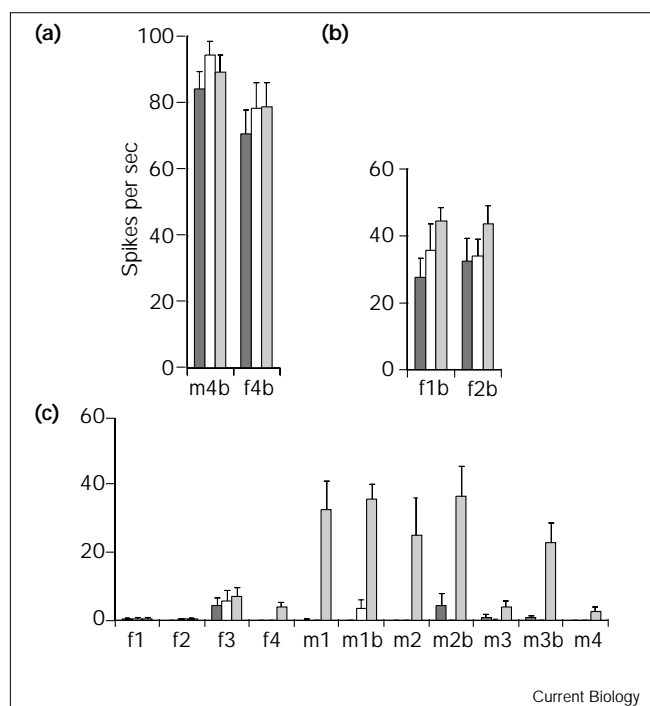 (a)
(b)
100
80
60
40
20
0
Spikes per sec
m4b f4b
60
40
20
0
f1b f2b
(c)
60
40
20
0
f1 f2 f3 f4 m1 m1b m2 m2b m3 m3b m4
Current Biology